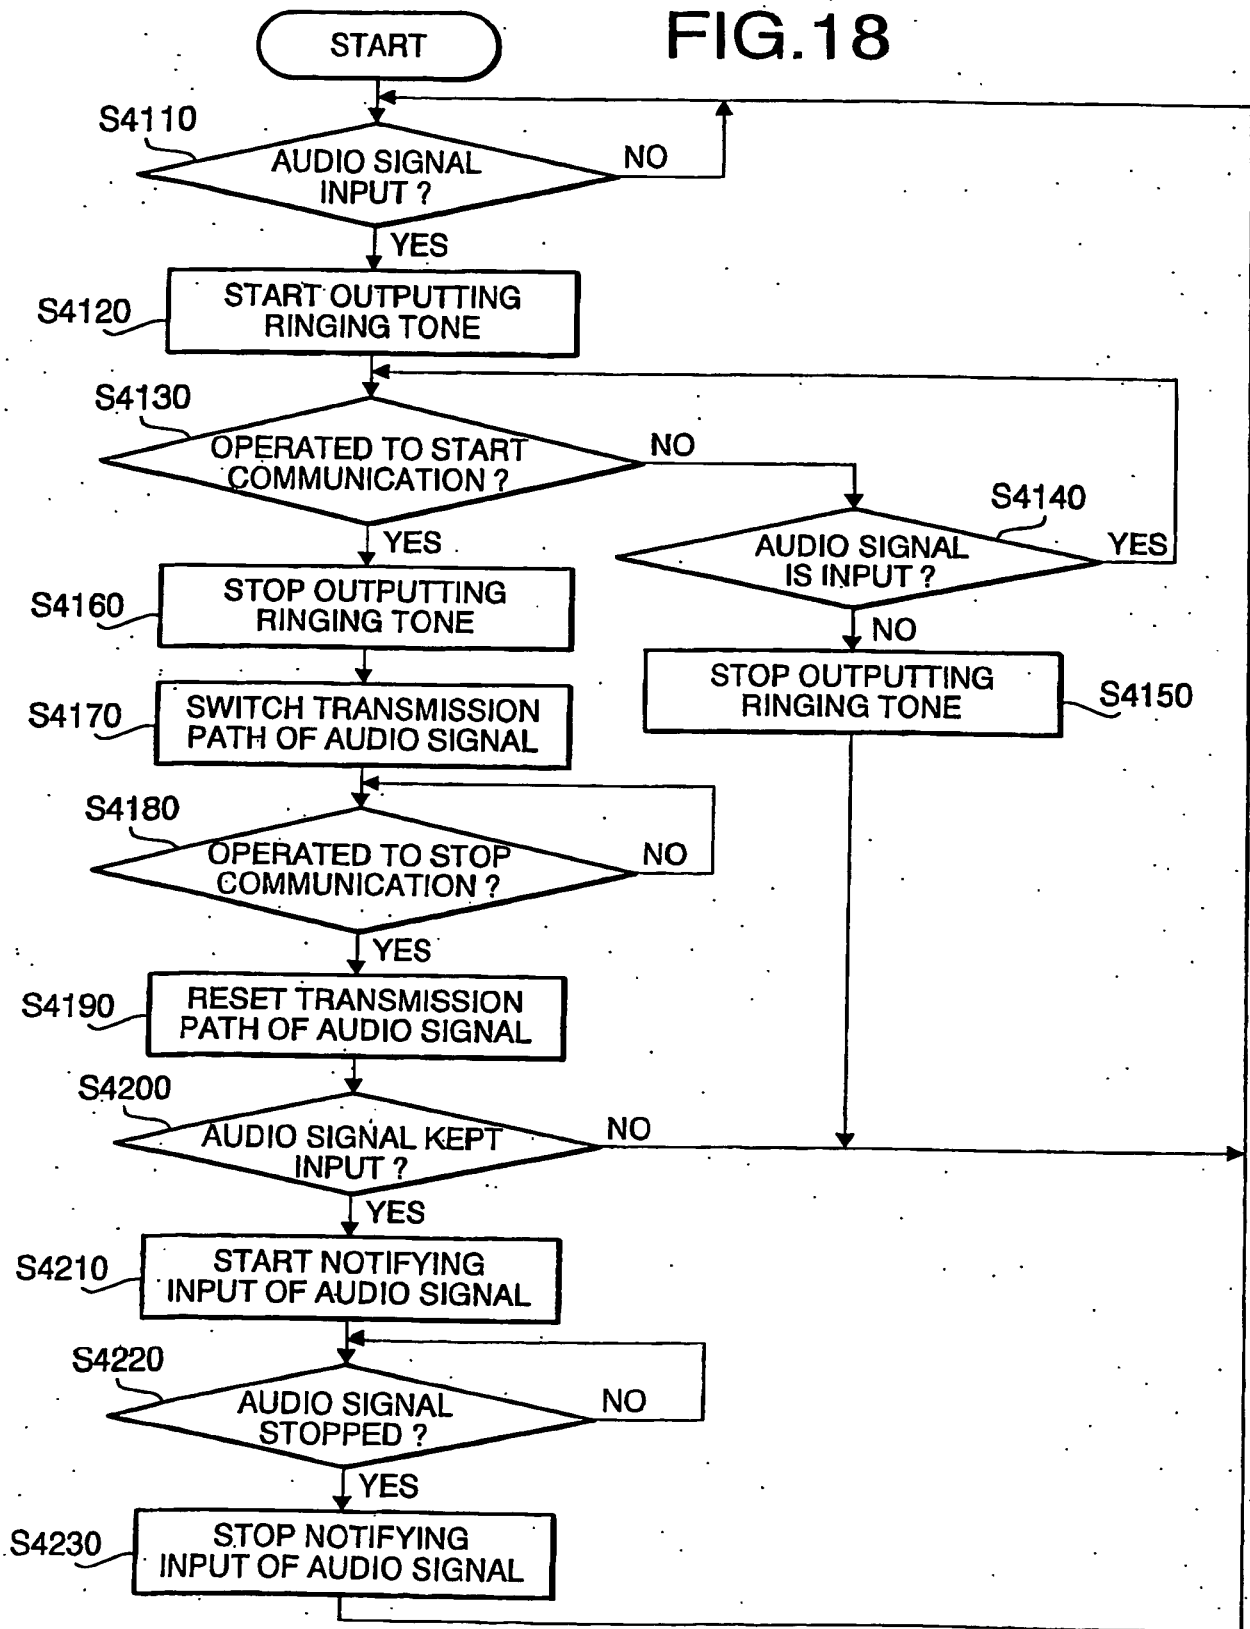 FIG.18
START
S4110
AUDIO SIGNAL
INPUT ?
NO
YES
S4120
START OUTPUTTING
RINGING TONE
S4130
OPERATED TO START
COMMUNICATION ?
NO
YES
S4140
AUDIO SIGNAL
IS INPUT ?
YES
NO
S4160
STOP OUTPUTTING
RINGING TONE
STOP OUTPUTTING
RINGING TONE
S4150
S4170
SWITCH TRANSMISSION
PATH OF AUDIO SIGNAL
S4180
OPERATED TO STOP
COMMUNICATION ?
NO
YES
S4190
RESET TRANSMISSION
PATH OF AUDIO SIGNAL
S4200
AUDIO SIGNAL KEPT
INPUT ?
NO
YES
S4210
START NOTIFYING
INPUT OF AUDIO SIGNAL
S4220
AUDIO SIGNAL
STOPPED ?
NO
YES
S4230
STOP NOTIFYING
INPUT OF AUDIO SIGNAL